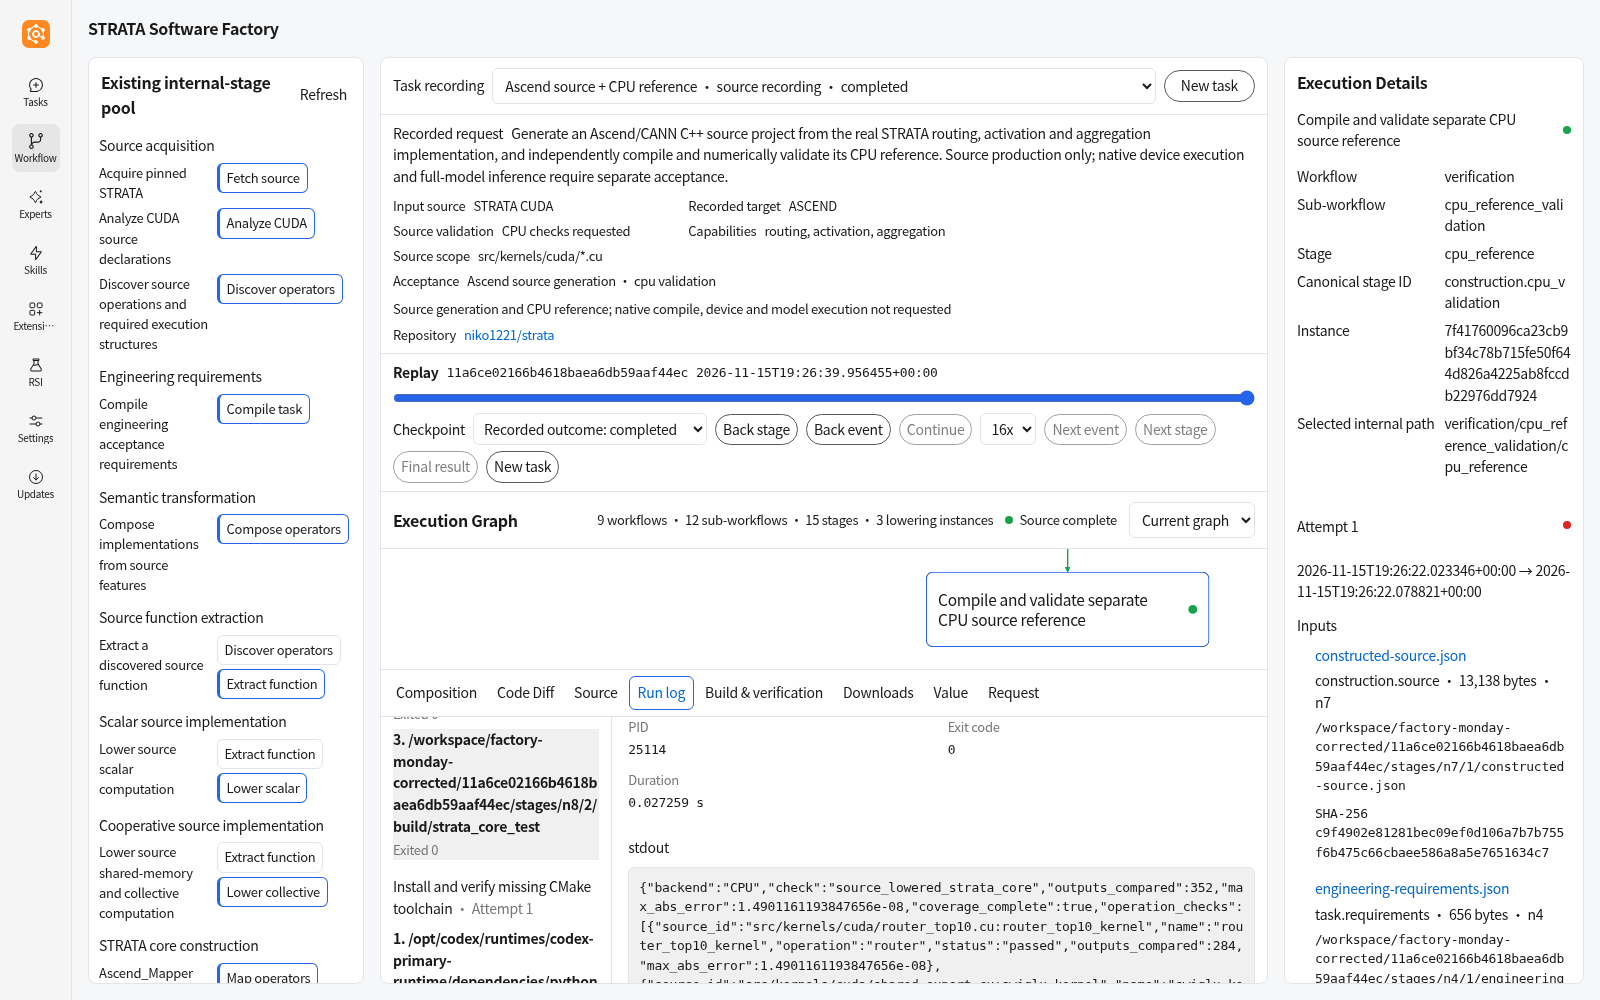 STRATA Software Factory
Tasks
Workflow
Experts
Skills
Extensi···
RSI
Settings
Updates
Existing internal-stage
pool
Refresh
Source acquisition
Acquire pinned
STRATA
Fetch source
Analyze CUDA
source
declarations
Analyze CUDA
Discover source
operations and
required execution
structures
Discover operators
Engineering requirements
Compile
engineering
acceptance
requirements
Compile task
Semantic transformation
Compose
implementations
from source
features
Compose operators
Source function extraction
Extract a
discovered source
function
Discover operators
Extract function
Scalar source implementation
Lower source
scalar
computation
Extract function
Lower scalar
Cooperative source implementation
Lower source
shared-memory
and collective
computation
Extract function
Lower collective
STRATA core construction
Ascend_Mapper
Map operators
Task recording
Ascend source + CPU reference • source recording • completed
New task
Recorded request Generate an Ascend/CANN C++ source project from the real STRATA routing, activation and aggregation
implementation, and independently compile and numerically validate its CPU reference. Source production only; native device execution
and full-model inference require separate acceptance.
Input source STRATA CUDA
Recorded target ASCEND
Source validation CPU checks requested
Capabilities routing, activation, aggregation
Source scope src/kernels/cuda/*.cu
Acceptance Ascend source generation • cpu validation
Source generation and CPU reference; native compile, device and model execution not requested
Repository niko1221/strata
Replay 11a6ce02166b4618baea6db59aaf44ec 2026-11-15T19:26:39.956455+00:00
Checkpoint
Recorded outcome: completed
Back stage
Back event
Continue
16x
Next event
Next stage
Final result
New task
Execution Graph
9 workflows • 12 sub-workflows • 15 stages • 3 lowering instances
Source complete
Current graph
Compile and validate separate
CPU source reference
Composition
Code Diff
Source
Run log
Build & verification
Downloads
Value
Request
Exited 0
3. /workspace/factory-
monday-
corrected/11a6ce02166b4618b
aea6db59aaf44ec/stages/n8/2/
build/strata_core_test
Exited 0
Install and verify missing CMake
toolchain • Attempt 1
1. /opt/codex/runtimes/codex-
primary-
runtime/dependencies/python
PID
25114
Exit code
0
Duration
0.027259 s
stdout
{"backend":"CPU","check":"source_lowered_strata_core","outputs_compared":352,"ma
x_abs_error":1.4901161193847656e-08,"coverage_complete":true,"operation_checks":
[{"source_id":"src/kernels/cuda/router_top10.cu:router_top10_kernel","name":"rou
ter_top10_kernel","operation":"router","status":"passed","outputs_compared":284,
"max_abs_error":1.4901161193847656e-08},
Execution Details
Compile and validate separate CPU
source reference
Workflow
verification
Sub-workflow
cpu_reference_vali
dation
Stage
cpu_reference
Canonical stage ID
construction.cpu_v
alidation
Instance
7f41760096ca23cb9
bf34c78b715fe50f64
4d826a4225ab8fccd
b22976dd7924
Selected internal path
verification/cpu_ref
erence_validation/c
pu_reference
Attempt 1
2026-11-15T19:26:22.023346+00:00 → 2026-
11-15T19:26:22.078821+00:00
Inputs
constructed-source.json
construction.source • 13,138 bytes •
n7
/workspace/factory-monday-
corrected/11a6ce02166b4618baea6db
59aaf44ec/stages/n7/1/constructed
-source.json
SHA-256
c9f4902e81281bec09ef0d106a7b7b755
f6b475c66cbaee586a8a5e7651634c7
engineering-requirements.json
task.requirements • 656 bytes • n4
/workspace/factory-monday-
corrected/11a6ce02166b4618baea6db
59aaf44ec/stages/n4/1/engineering